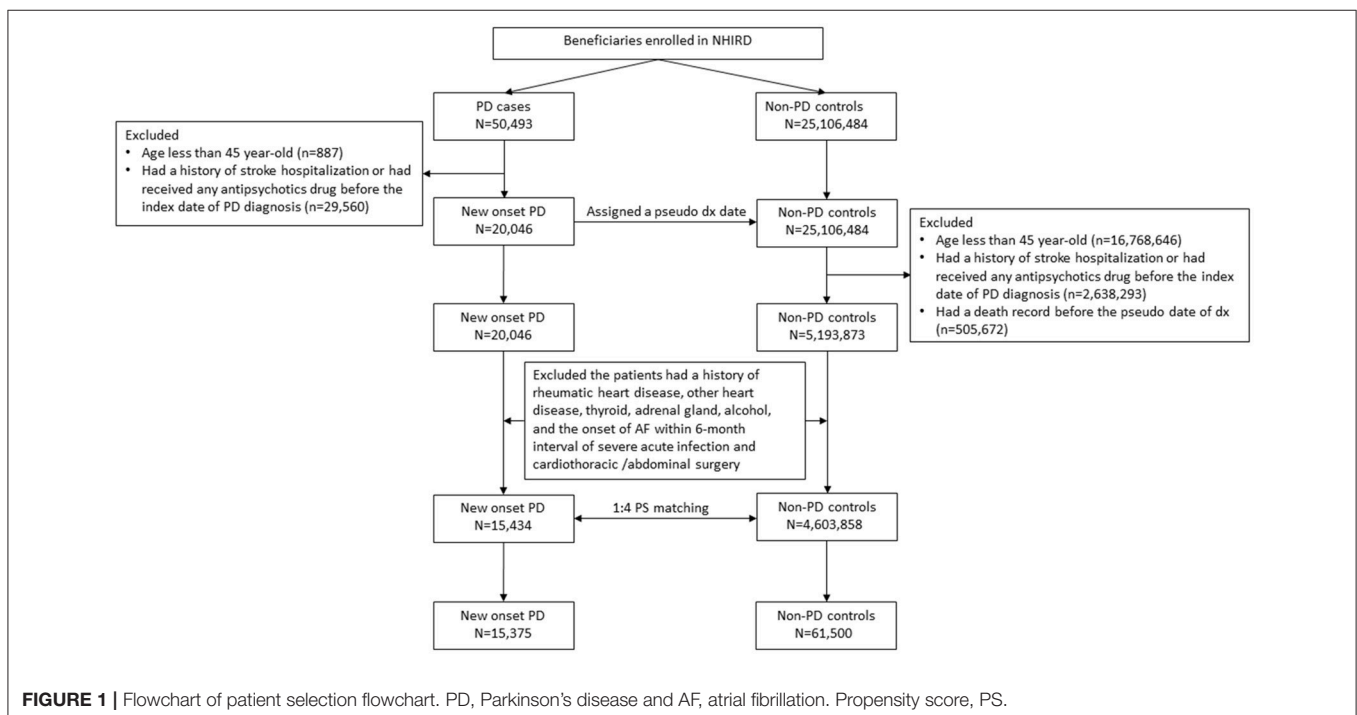 Beneficiaries enrolled in NHIRD
PD cases
N=50,493
Non-PD controls
N=25,106,484
Excluded
• Age less than 45 year-old (n=887)
• Had a history of stroke hospitalization or had
received any antipsychotics drug before the
index date of PD diagnosis (n=29,560)
New onset PD
N=20,046
Assigned a pseudo dx date
Non-PD controls
N=25,106,484
Excluded
• Age less than 45 year-old (n=16,768,646)
• Had a history of stroke hospitalization or had
received any antipsychotics drug before the index
date of PD diagnosis (n=2,638,293)
• Had a death record before the pseudo date of dx
(n=505,672)
New onset PD
N=20,046
Non-PD controls
N=5,193,873
Excluded the patients had a history of
rheumatic heart disease, other heart
disease, thyroid, adrenal gland, alcohol,
and the onset of AF within 6-month
interval of severe acute infection and
cardiothoracic /abdominal surgery
New onset PD
N=15,434
1:4 PS matching
Non-PD controls
N=4,603,858
New onset PD
N=15,375
Non-PD controls
N=61,500
FIGURE 1 | Flowchart of patient selection flowchart. PD, Parkinson's disease and AF, atrial fibrillation. Propensity score, PS.